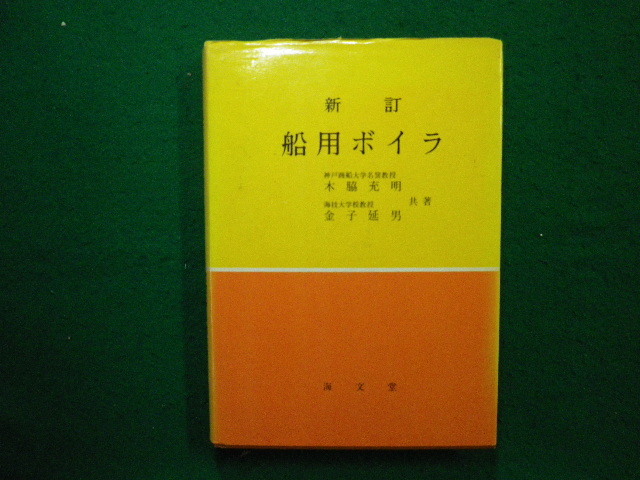 新訂
船用ボイラ
神戸商船大学名誉教授
木脇充明
海技大学校教授
共著
金子延男
海文堂